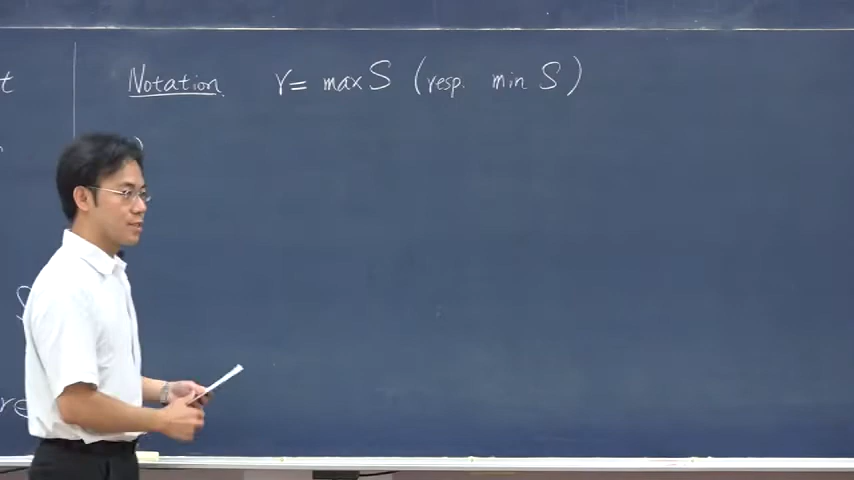 Notation γ = max S (resp. min S)